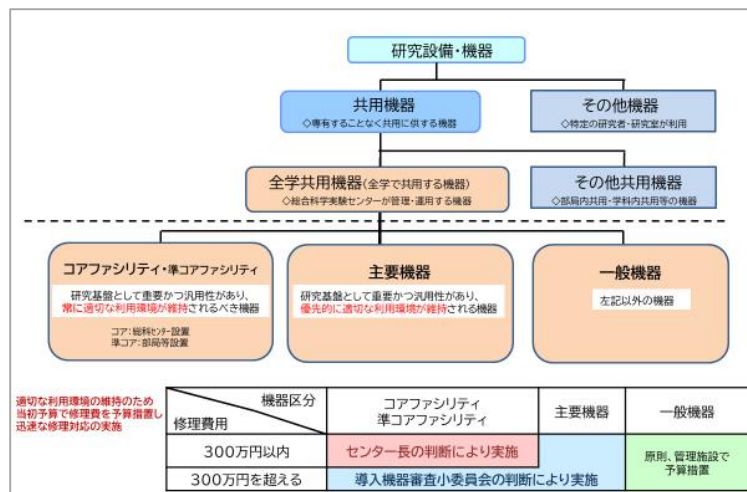 研究設備・機器
共用機器
◇専有することなく共用に供する機器
その他機器
◇特定の研究者・研究室が利用
全学共用機器(全学で共用する機器)
◇総合科学実験センターが管理・運用する機器
その他共用機器
◇部局内共用・学科内共用等の機器
コアファシリティ・準コアファシリティ
研究基盤として重要かつ汎用性があり、
常に適切な利用環境が維持されるべき機器
コア：総科センター設置
準コア：部局等設置
主要機器
研究基盤として重要かつ汎用性があり、
優先的に適切な利用環境が維持される機器
一般機器
左記以外の機器
適切な利用環境の維持のため
当初予算で修理費を予算措置し
迅速な修理対応の実施
機器区分
修理費用
コアファシリティ
準コアファシリティ
主要機器
一般機器
300万円以内
センター長の判断により実施
原則、管理施設で
予算措置
300万円を超える
導入機器審査小委員会の判断により実施